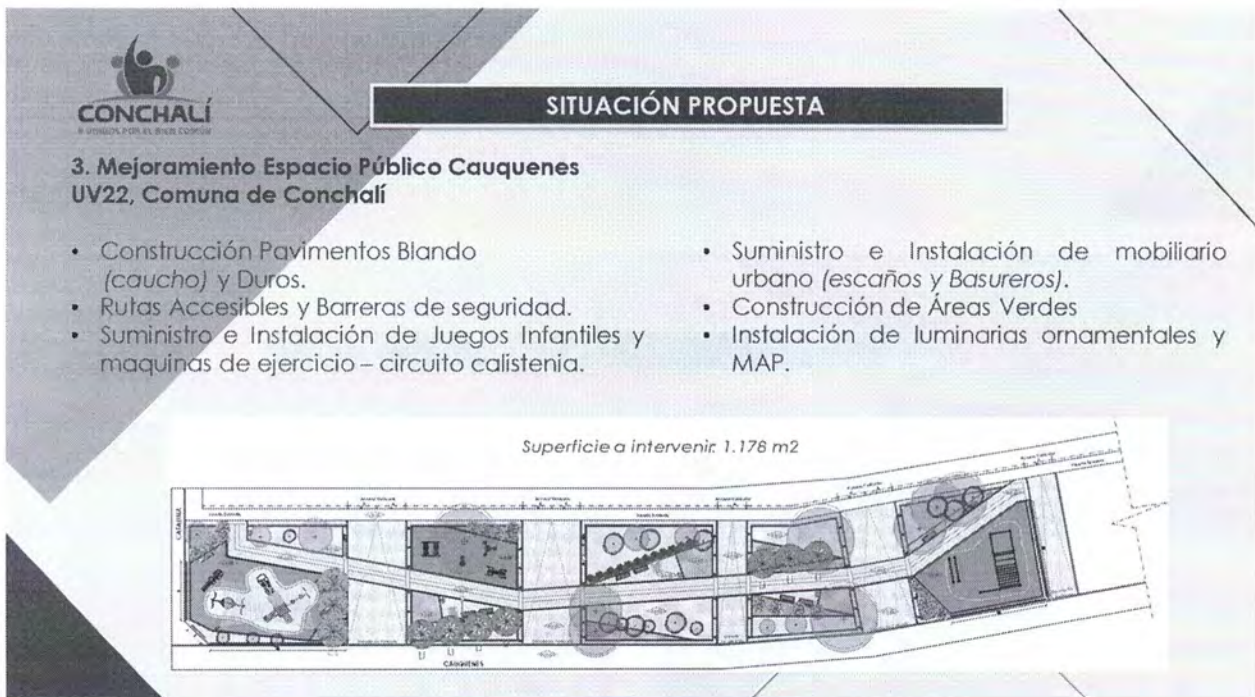 CONCHALÍ
SITUACIÓN PROPUESTA
3. Mejoramiento Espacio Público Cauquenes
UV22, Comuna de Conchalí
• Construcción Pavimentos Blando
(caucho) y Duros.
• Rutas Accesibles y Barreras de seguridad.
• Suministro e Instalación de Juegos Infantiles y
maquinas de ejercicio – circuito calistenia.
• Suministro e Instalación de mobiliario
urbano (escaños y Basureros).
• Construcción de Áreas Verdes
• Instalación de luminarias ornamentales y
MAP.
Superficie a intervenir: 1.178 m2
CAUQUENES